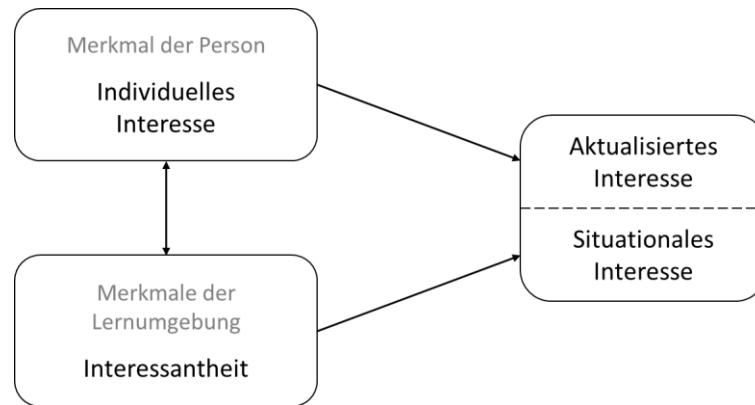 Merkmal der Person
Individuelles
Interesse
Merkmale der
Lernumgebung
Interessantheit
Aktualisiertes
Interesse
Situationales
Interesse